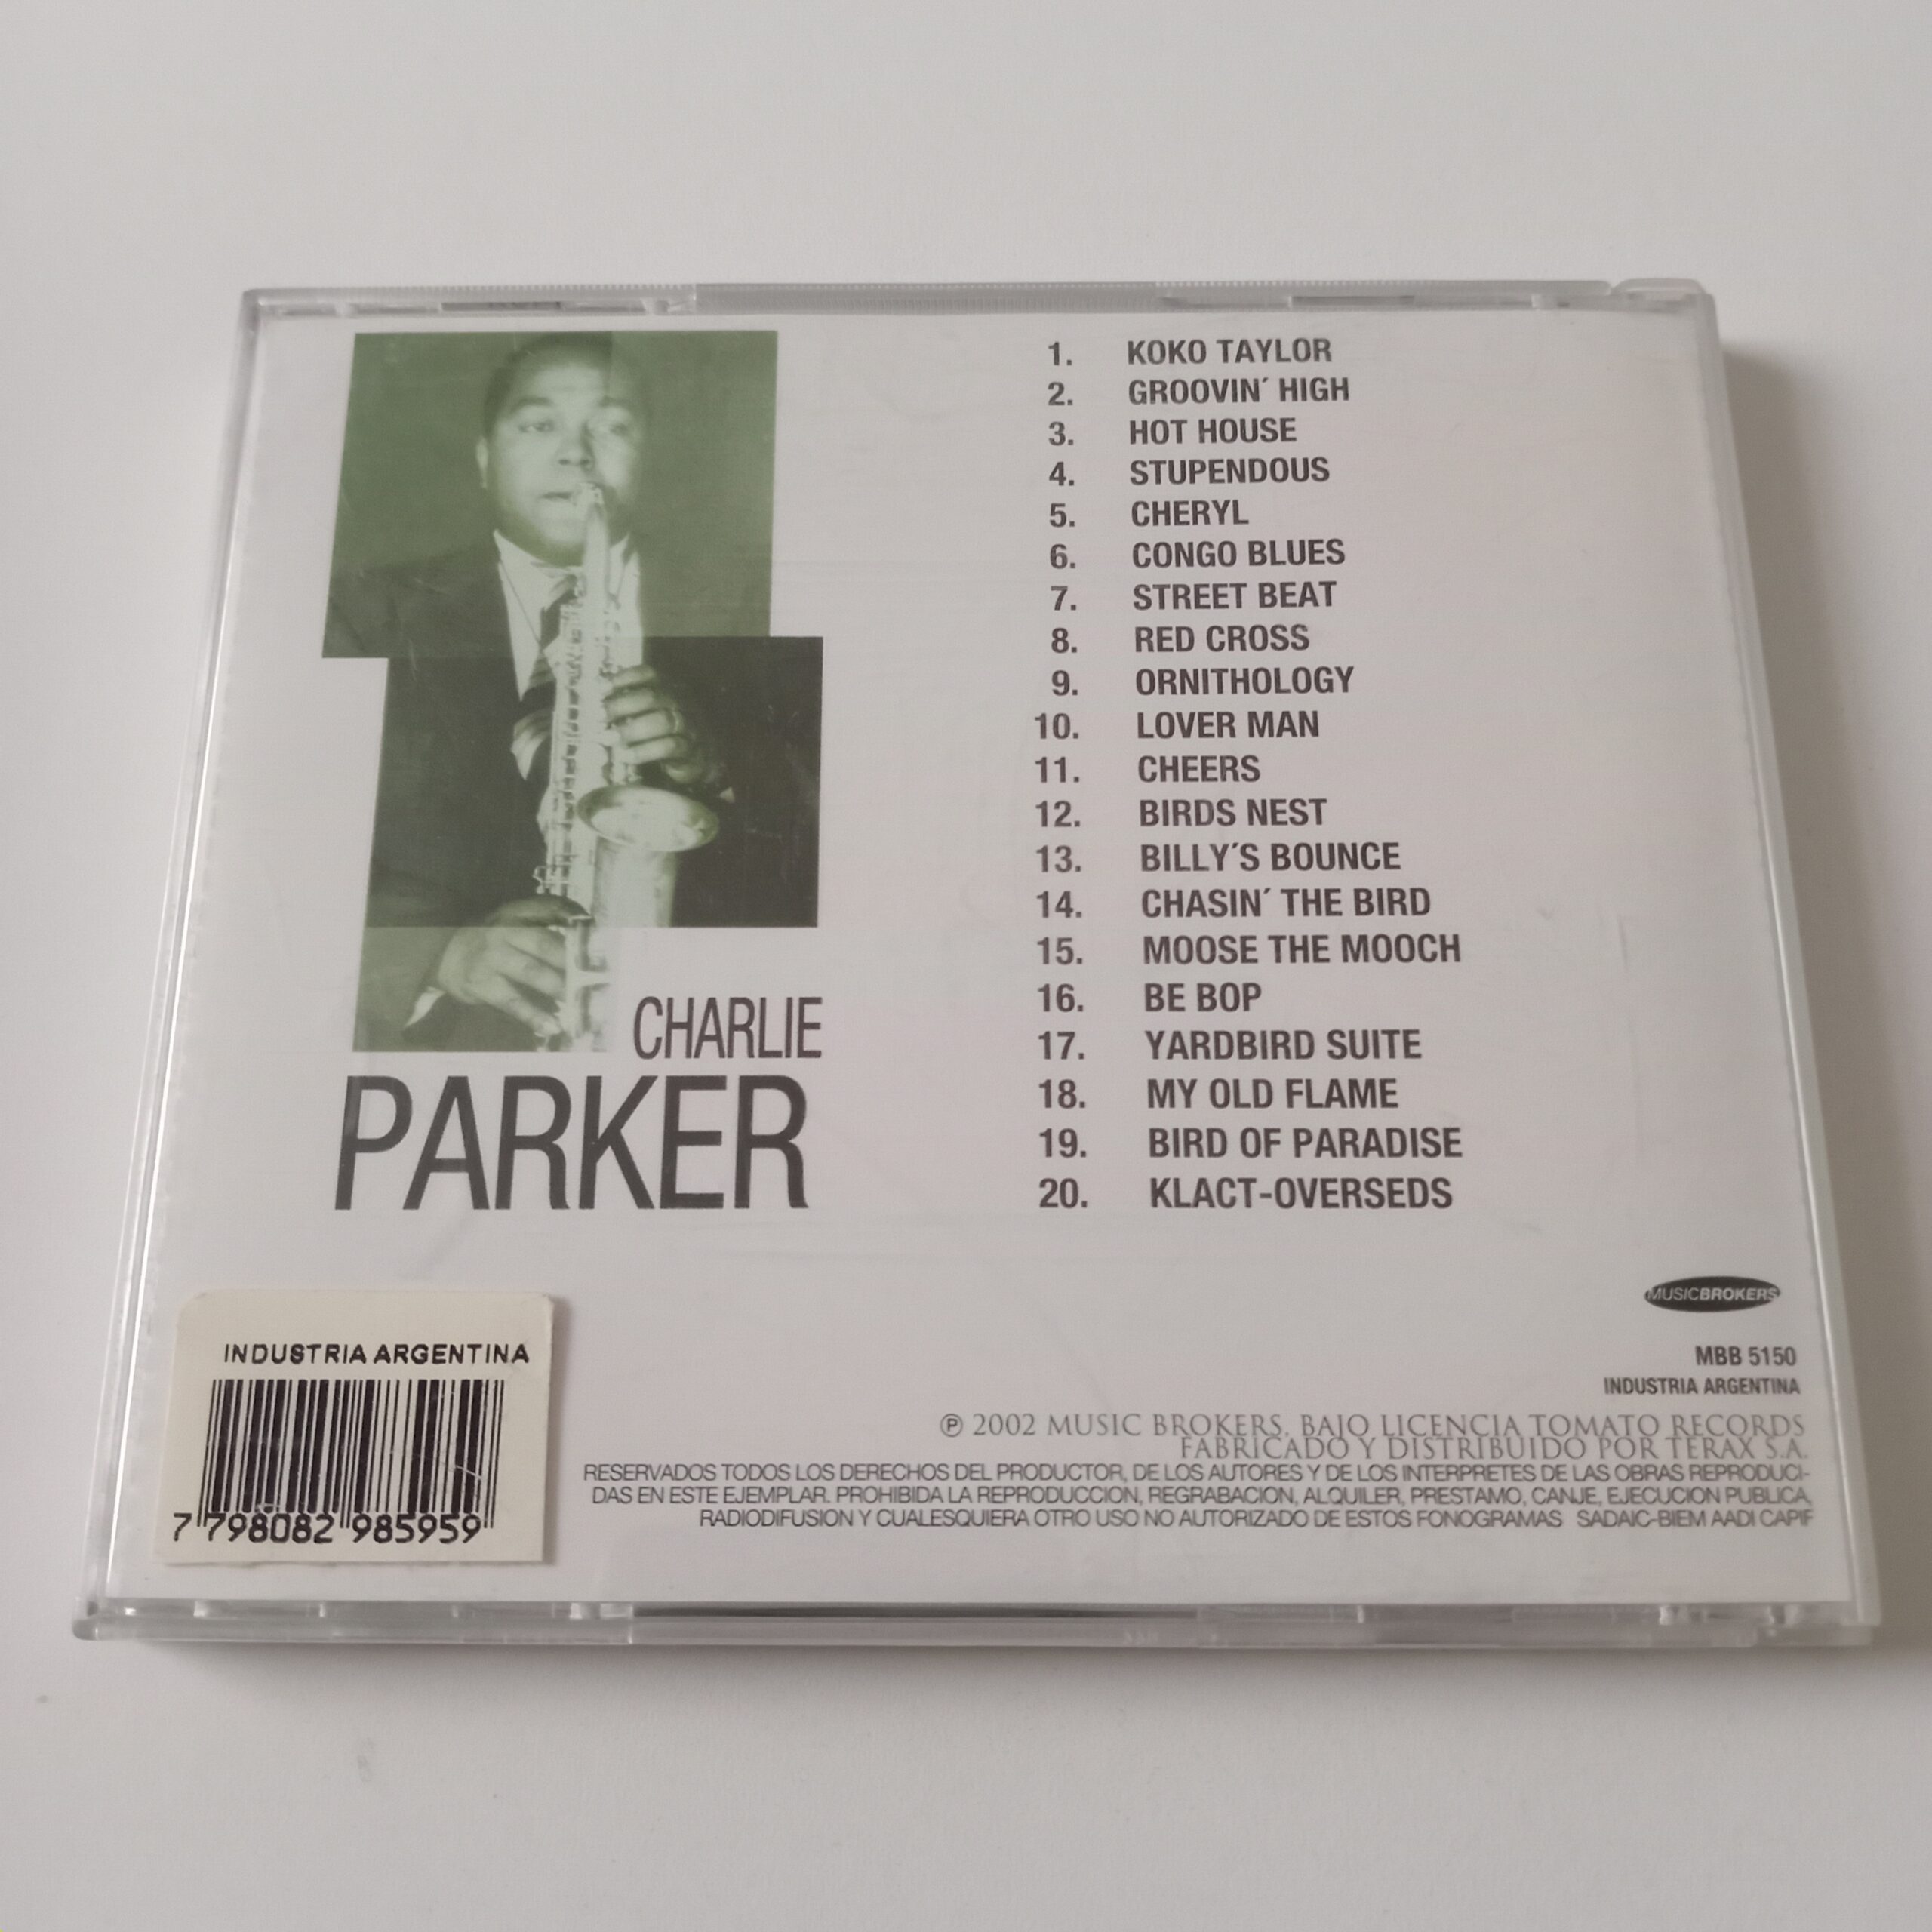 1. KOKO TAYLOR
2. GROOVIN´ HIGH
3. HOT HOUSE
4. STUPENDOUS
5. CHERYL
6. CONGO BLUES
7. STREET BEAT
8. RED CROSS
9. ORNITHOLOGY
10. LOVER MAN
11. CHEERS
12. BIRDS NEST
13. BILLY´S BOUNCE
14. CHASIN´ THE BIRD
15. MOOSE THE MOOCH
16. BE BOP
17. YARDBIRD SUITE
18. MY OLD FLAME
19. BIRD OF PARADISE
20. KLACT-OVERSEDS
CHARLIE
PARKER
MUSICBROKERS
MBB 5150
INDUSTRIA ARGENTINA
℗ 2002 MUSIC BROKERS, BAJO LICENCIA TOMATO RECORDS
FABRICADO Y DISTRIBUIDO POR TERAX S.A.
RESERVADOS TODOS LOS DERECHOS DEL PRODUCTOR, DE LOS AUTORES Y DE LOS INTERPRETES DE LAS OBRAS REPRODUCI-
DAS EN ESTE EJEMPLAR. PROHIBIDA LA REPRODUCCION, REGRABACION, ALQUILER, PRESTAMO, CANJE, EJECUCION PUBLICA,
RADIODIFUSION Y CUALESQUIERA OTRO USO NO AUTORIZADO DE ESTOS FONOGRAMAS SADAIC-BIEM AADI CAPIF
INDUSTRIA ARGENTINA
7 798082 985959